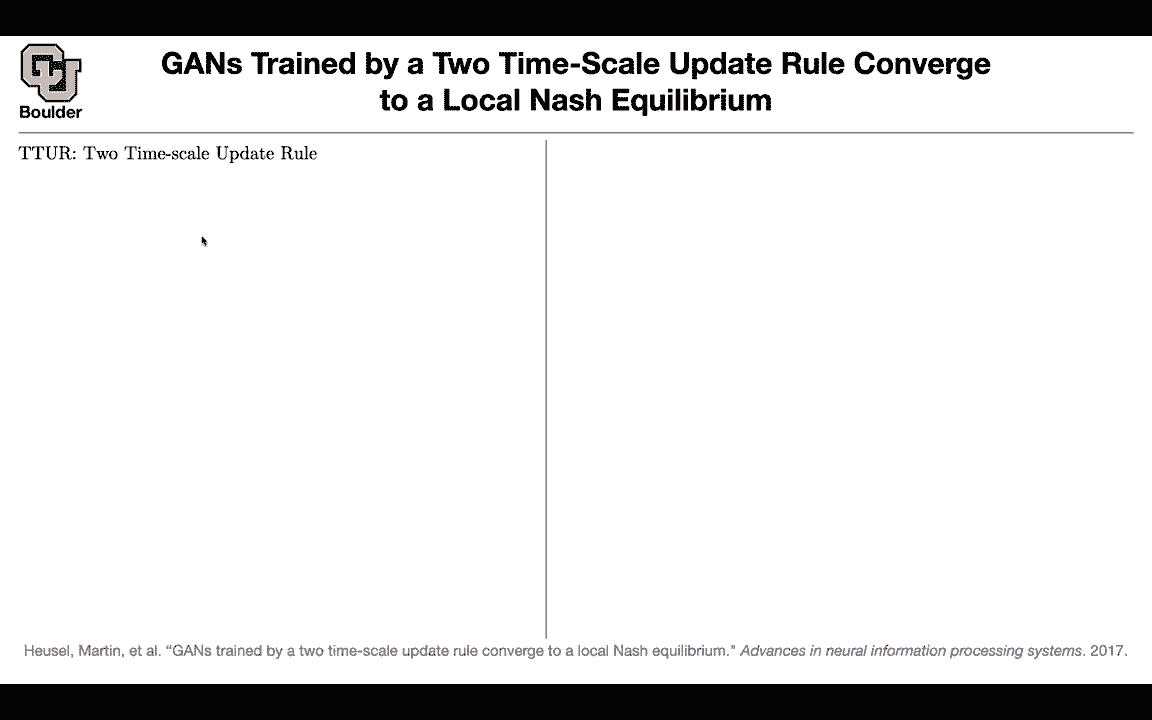 CU
Boulder
GANs Trained by a Two Time-Scale Update Rule Converge
to a Local Nash Equilibrium
TTUR: Two Time-scale Update Rule
Heusel, Martin, et al. “GANs trained by a two time-scale update rule converge to a local Nash equilibrium." Advances in neural information processing systems. 2017.